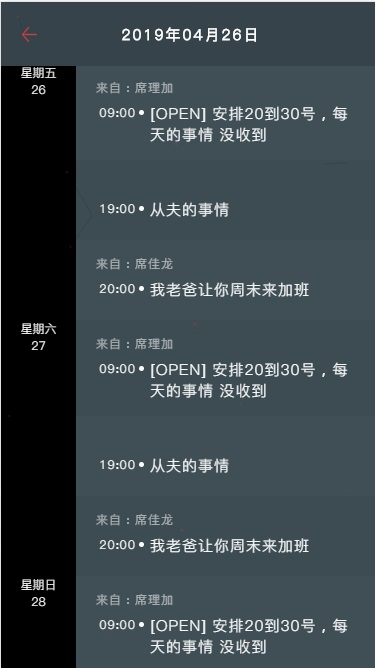 2019年04月26日
星期五
26
来自：席理加
09:00 • [OPEN] 安排20到30号，每
天的事情 没收到
19:00 • 从夫的事情
来自：席佳龙
20:00 • 我老爸让你周末来加班
星期六
27
来自：席理加
09:00 • [OPEN] 安排20到30号，每
天的事情 没收到
19:00 • 从夫的事情
来自：席佳龙
20:00 • 我老爸让你周末来加班
星期日
28
来自：席理加
09:00 • [OPEN] 安排20到30号，每
天的事情 没收到